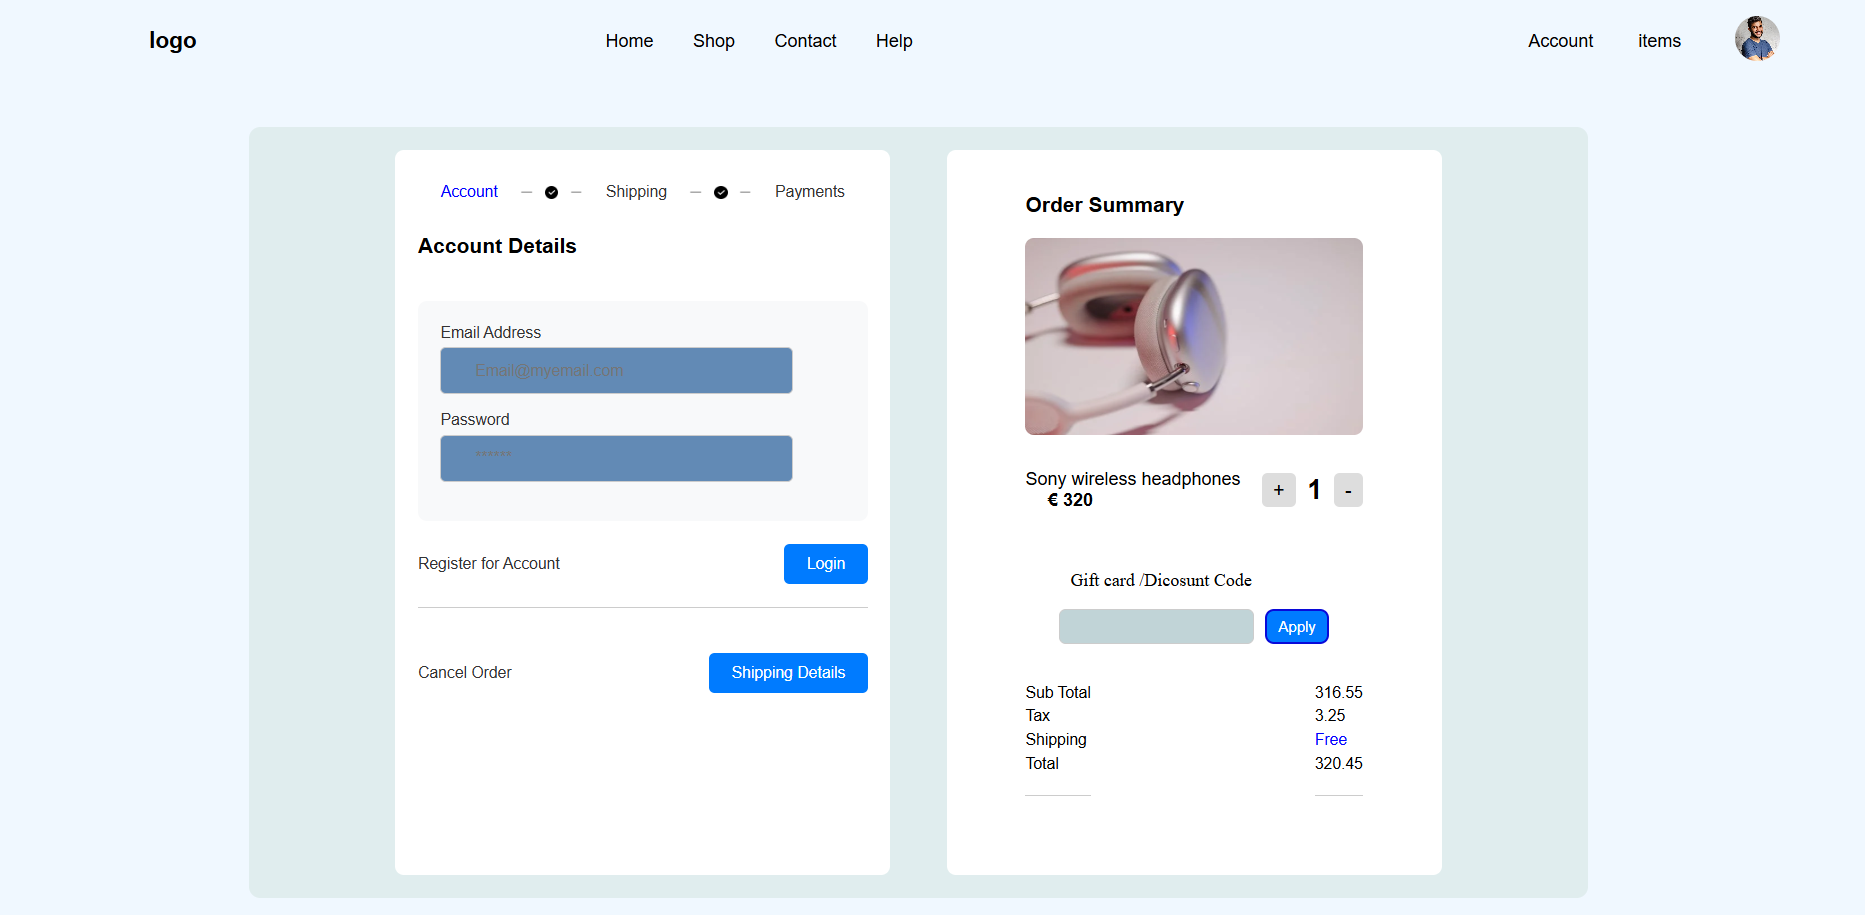 logo
Home Shop Contact Help
Account items
Account Shipping Payments
Account Details
Email Address
Email@myemail.com
Password
******
Register for Account Login
Cancel Order Shipping Details
Order Summary
Sony wireless headphones
€ 320
+ 1 -
Gift card /Dicosunt Code
Apply
Sub Total 316.55
Tax 3.25
Shipping Free
Total 320.45